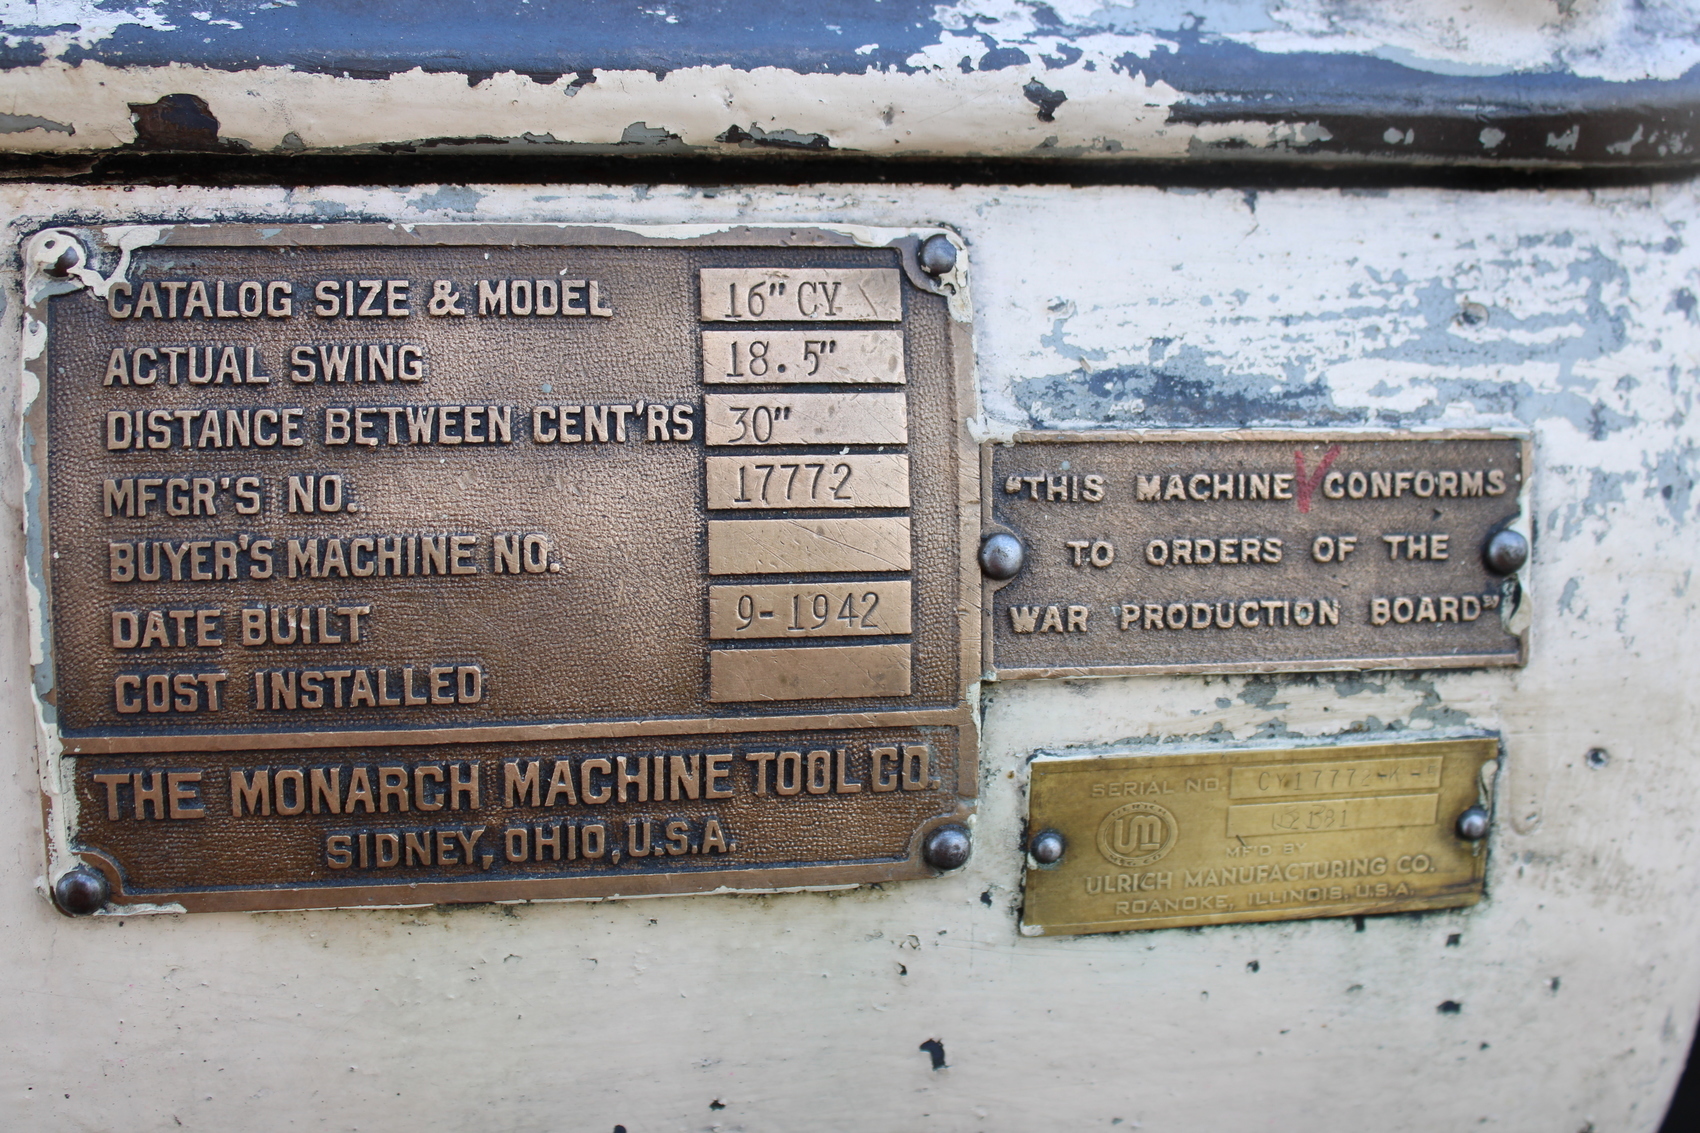 CATALOG SIZE & MODEL 16" CY
ACTUAL SWING 18.5"
DISTANCE BETWEEN CENT'RS 30"
MFGR'S NO. 17772
BUYER'S MACHINE NO.
DATE BUILT 9-1942
COST INSTALLED
THE MONARCH MACHINE TOOL CO.
SIDNEY, OHIO, U.S.A.
"THIS MACHINE CONFORMS
TO ORDERS OF THE
WAR PRODUCTION BOARD"
SERIAL NO.
UM
MF'D BY
ULRICH MANUFACTURING CO.
ROANOKE, ILLINOIS, U.S.A.